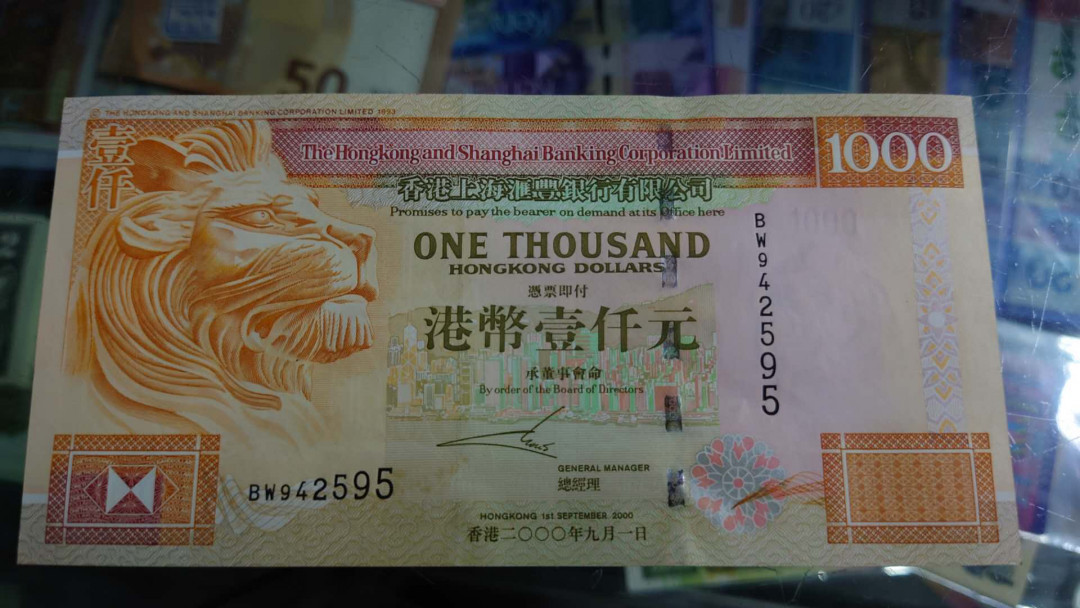 50
THE HONGKONG AND SHANGHAI BANKING CORPORATION LIMITED 1993
壹仟
The Hongkong and Shanghai Banking Corporation Limited
1000
香港上海滙豐銀行有限公司
Promises to pay the bearer on demand at its Office here
ONE THOUSAND
HONGKONG DOLLARS
憑票即付
港幣壹仟元
承董事會命
By order of the Board of Directors
BW942595
GENERAL MANAGER
總經理
BW942595
HONGKONG 1st. SEPTEMBER, 2000
香港二〇〇〇年九月一日